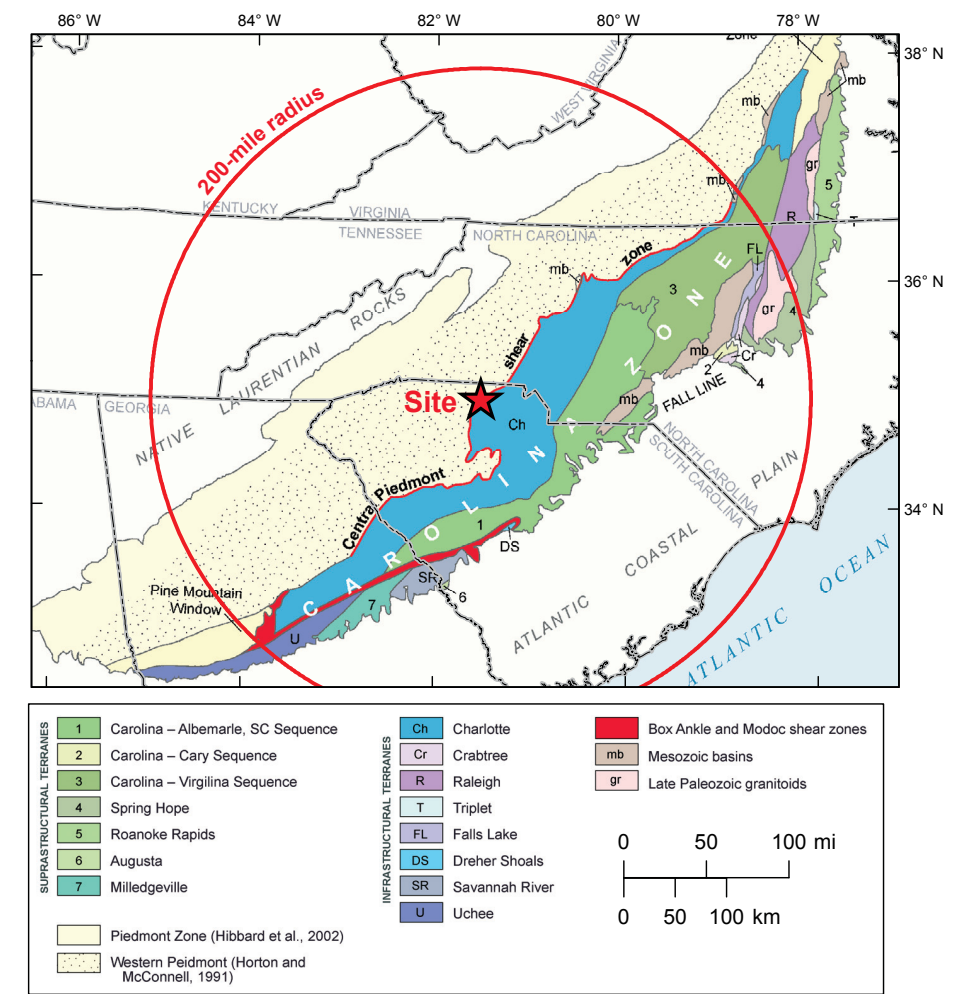 86° W 84° W 82° W 80° W 78° W
Zone
38° N
mb
mb
WEST VIRGINIA
200-mile radius
gr
mb
5
KENTUCKY
VIRGINIA
R
T
TENNESSEE
NORTH CAROLINA
zone
FL
mb
36° N
3
ROCKS
gr
4
shear
mb
Cr
2
4
LAURENTIAN
FALL LINE
mb
Site
ABAMA
GEORGIA
Ch
NATIVE
NORTH CAROLINA
SOUTH CAROLINA
PLAIN
Central Piedmont
34° N
1
DS
COASTAL
CAROLINA ZONE
SR
6
7
Pine Mountain
Window
U
ATLANTIC
ATLANTIC OCEAN
SUPRASTRUCTURAL TERRANES
1 Carolina – Albemarle, SC Sequence
2 Carolina – Cary Sequence
3 Carolina – Virgilina Sequence
4 Spring Hope
5 Roanoke Rapids
6 Augusta
7 Milledgeville
Piedmont Zone (Hibbard et al., 2002)
Western Peidmont (Horton and
McConnell, 1991)
INFRASTRUCTURAL TERRANES
Ch Charlotte
Cr Crabtree
R Raleigh
T Triplet
FL Falls Lake
DS Dreher Shoals
SR Savannah River
U Uchee
Box Ankle and Modoc shear zones
mb Mesozoic basins
gr Late Paleozoic granitoids
0 50 100 mi
0 50 100 km